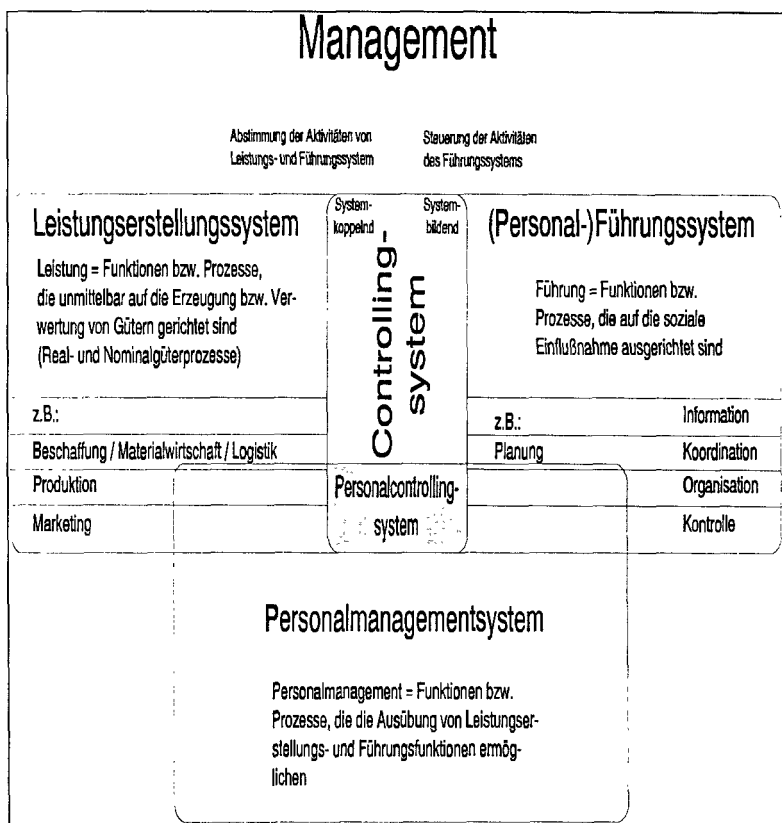 Management
Abstimmung der Aktivitäten von
Leistungs- und Führungssystem
Steuerung der Aktivitäten
des Führungssystems
Leistungserstellungssystem
Leistung = Funktionen bzw. Prozesse,
die unmittelbar auf die Erzeugung bzw. Ver-
wertung von Gütern gerichtet sind
(Real- und Nominalgüterprozesse)
z.B.:
Beschaffung / Materialwirtschaft / Logistik
Produktion
Marketing
System-
koppelnd
System-
bildend
Controlling-
system
Personalcontrolling-
system
(Personal-)Führungssystem
Führung = Funktionen bzw.
Prozesse, die auf die soziale
Einflußnahme ausgerichtet sind
z.B.:
Information
Planung
Koordination
Organisation
Kontrolle
Personalmanagementsystem
Personalmanagement = Funktionen bzw.
Prozesse, die die Ausübung von Leistungser-
stellungs- und Führungsfunktionen ermög-
lichen